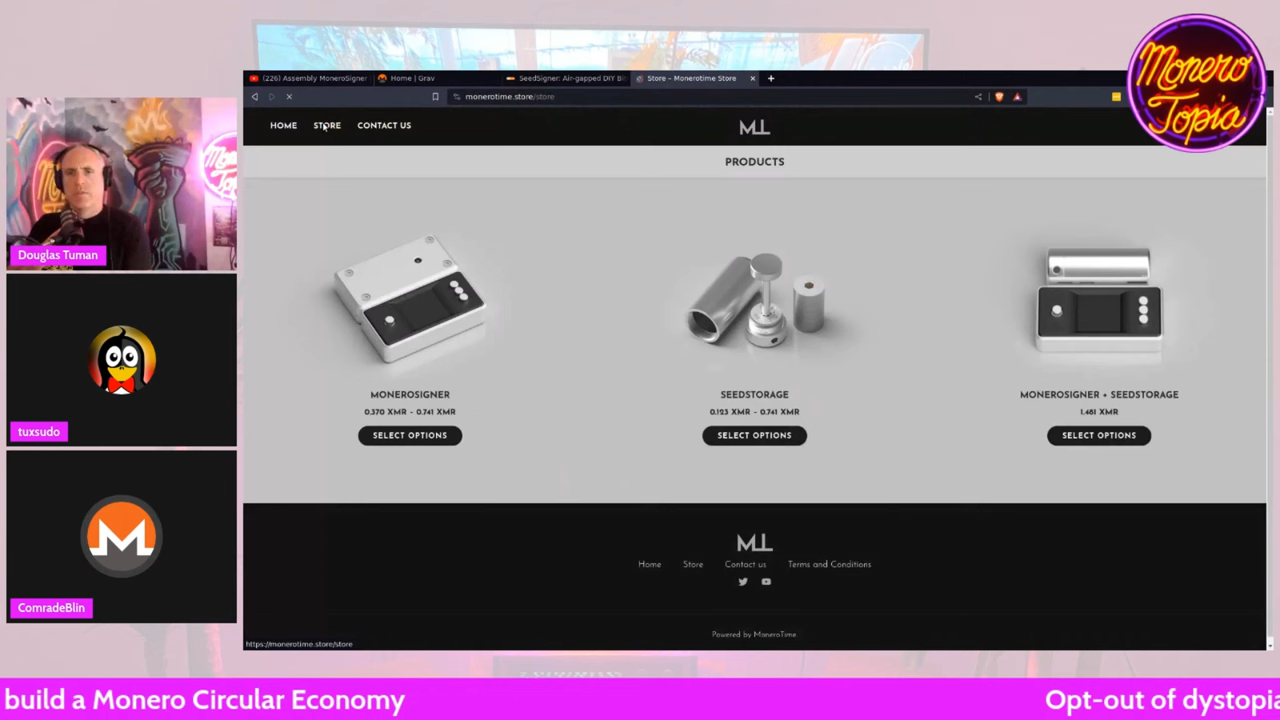 Monero
Topia
(226) Assembly MoneroSigner
Home | Grav
SeedSigner: Air-gapped DIY Bi
Store – Monerotime Store
monerotime.store/store
HOME
STORE
CONTACT US
PRODUCTS
MONEROSIGNER
0.370 XMR – 0.741 XMR
SELECT OPTIONS
SEEDSTORAGE
0.123 XMR – 0.741 XMR
SELECT OPTIONS
MONEROSIGNER + SEEDSTORAGE
1.481 XMR
SELECT OPTIONS
Home
Store
Contact us
Terms and Conditions
Powered by MoneroTime
https://monerotime.store/store
Douglas Tuman
tuxsudo
ComradeBlin
build a Monero Circular Economy
Opt-out of dystopia